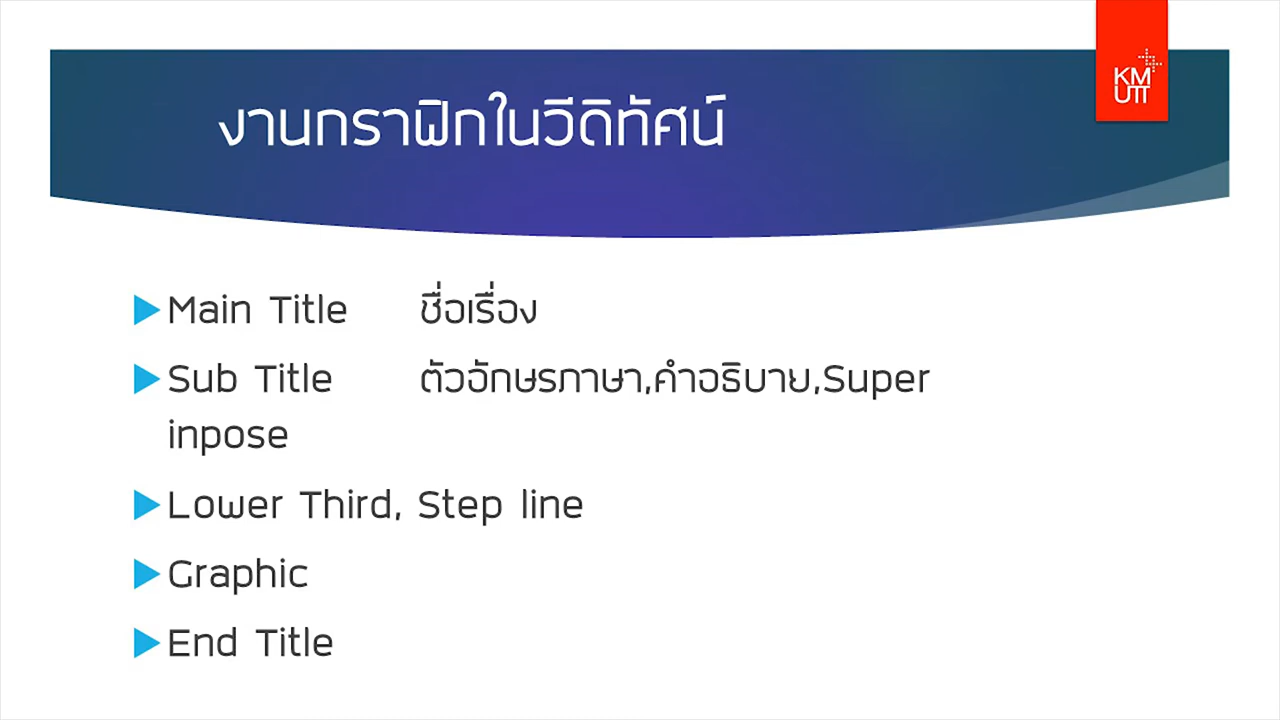 งานกราฟิกในวีดิทัศน์
KM
UTT
Main Title ชื่อเรื่อง
Sub Title ตัวอักษรภาษา,คำอธิบาย,Super
inpose
Lower Third, Step line
Graphic
End Title